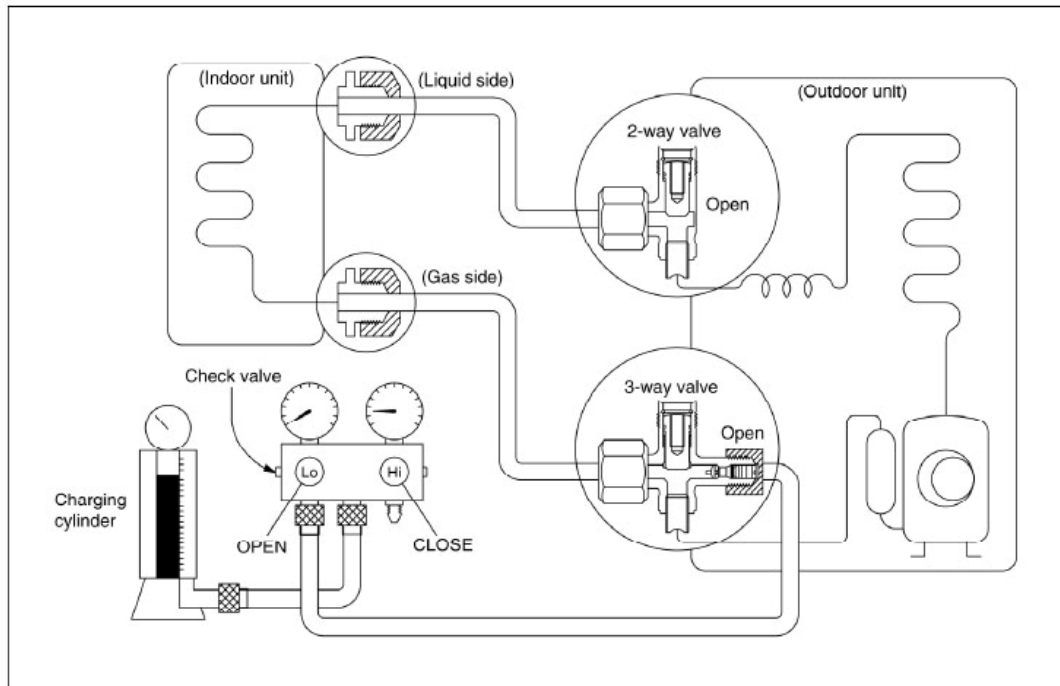 (Indoor unit)
(Liquid side)
(Outdoor unit)
2-way valve
Open
(Gas side)
Check valve
3-way valve
Open
Lo
Hi
Charging
cylinder
OPEN
CLOSE